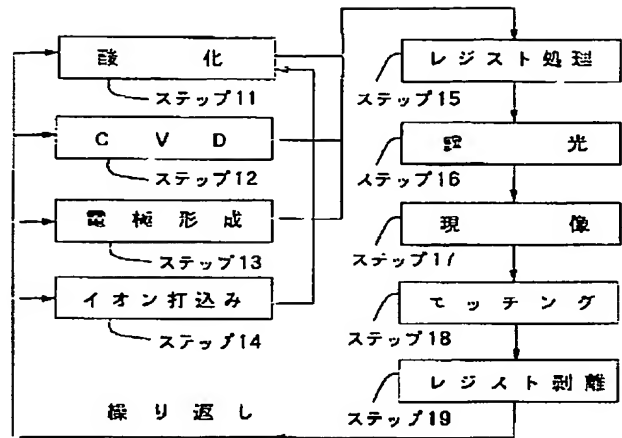 酸化
ステップ11
CVD
ステップ12
電極形成
ステップ13
イオン打込み
ステップ14
繰り返し
レジスト処理
ステップ15
露光
ステップ16
現像
ステップ17
エッチング
ステップ18
レジスト剥離
ステップ19